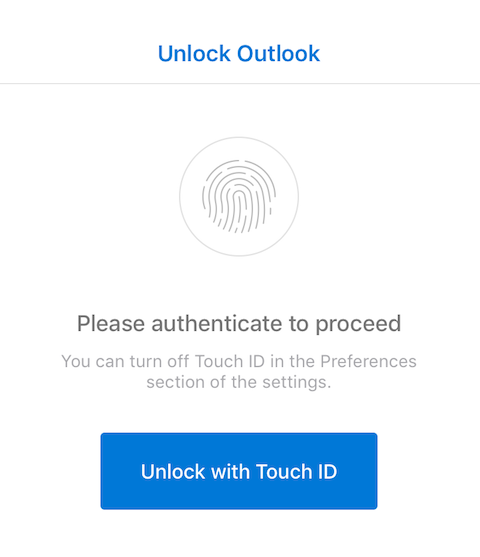 Unlock Outlook
Please authenticate to proceed
You can turn off Touch ID in the Preferences
section of the settings.
Unlock with Touch ID